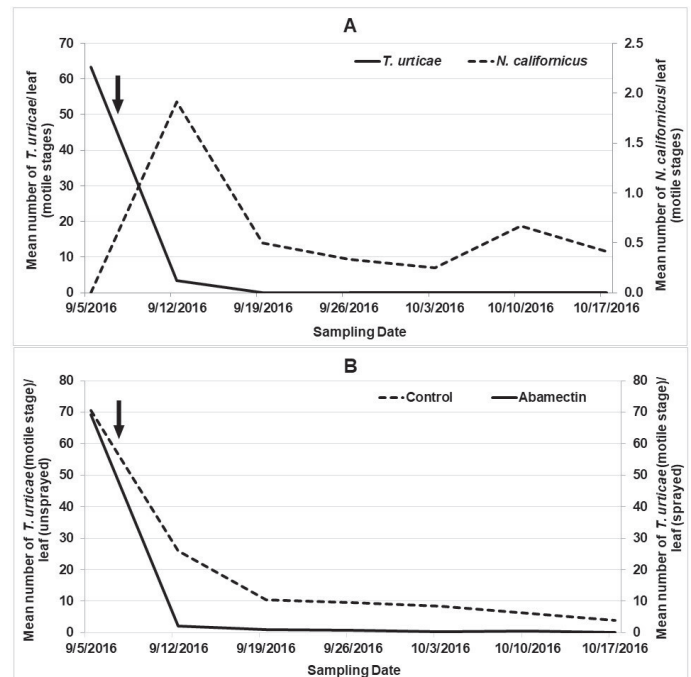 A
T. urticae
N. californicus
Mean number of T. urticae/ leaf
(motile stages)
70
60
50
40
30
20
10
0
2.5
2.0
1.5
1.0
0.5
0.0
Mean number of N. californicus/ leaf
(motile stages)
9/5/2016 9/12/2016 9/19/2016 9/26/2016 10/3/2016 10/10/2016 10/17/2016
Sampling Date
B
Control Abamectin
Mean number of T. urticae (motile stage)/
leaf (unsprayed)
80
70
60
50
40
30
20
10
0
80
70
60
50
40
30
20
10
0
Mean number of T. urticae (motile stage)/
leaf (sprayed)
9/5/2016 9/12/2016 9/19/2016 9/26/2016 10/3/2016 10/10/2016 10/17/2016
Sampling Date